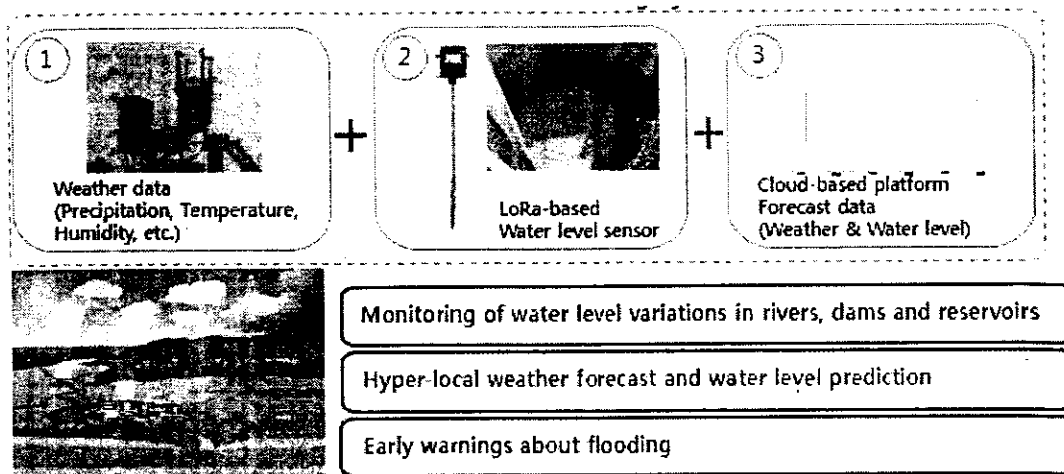 1
Weather data
(Precipitation, Temperature,
Humidity, etc.)
+
2
LoRa-based
Water level sensor
+
3
Cloud-based platform
Forecast data
(Weather & Water level)
Monitoring of water level variations in rivers, dams and reservoirs
Hyper-local weather forecast and water level prediction
Early warnings about flooding